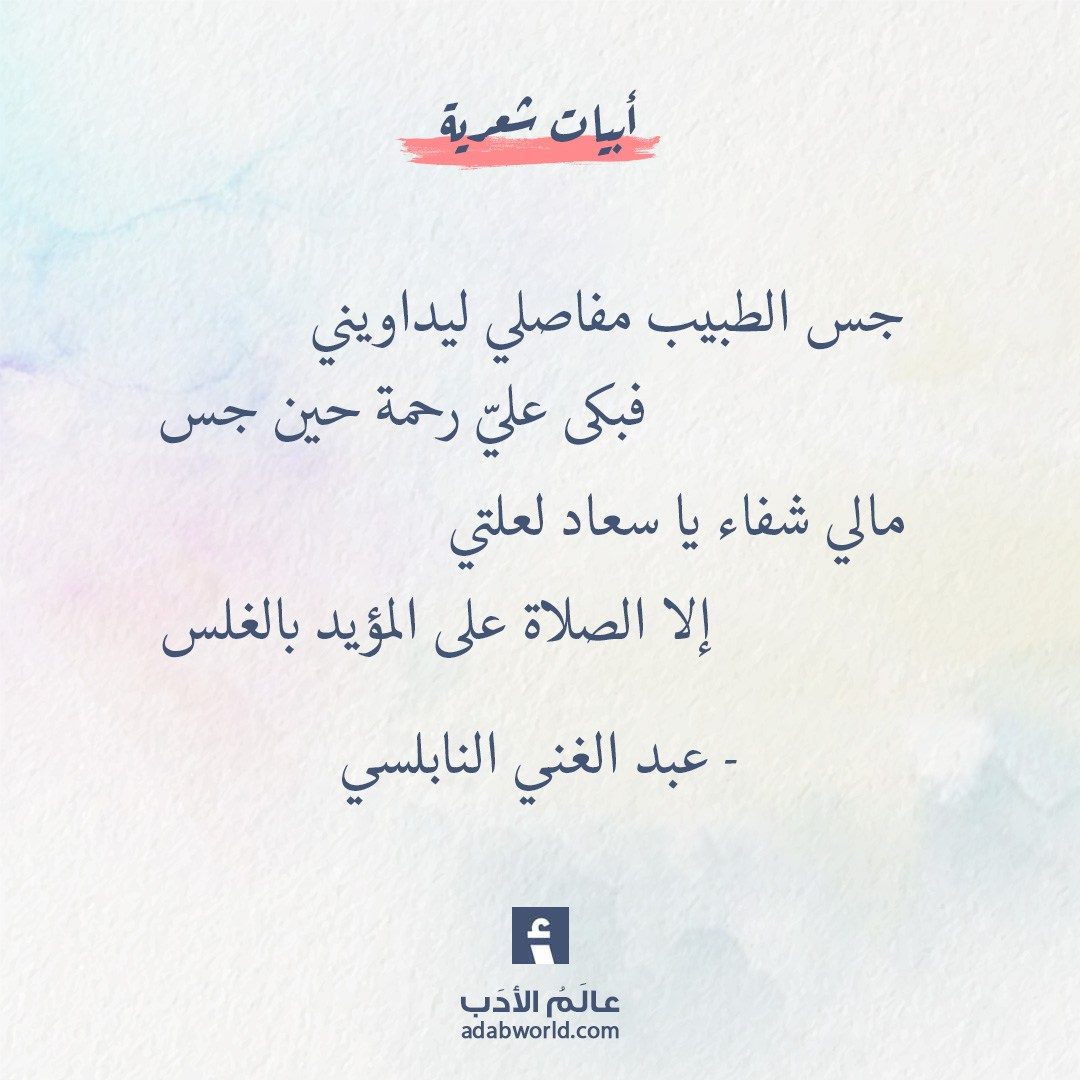 أبيات شعرية
جس الطبيب مفاصلي ليداويني
فبكى عليّ رحمة حين جس
مالي شفاء يا سعاد لعلتي
إلا الصلاة على المؤيد بالغلس
- عبد الغني النابلسي
أ
عالَمُ الأدَب
adabworld.com